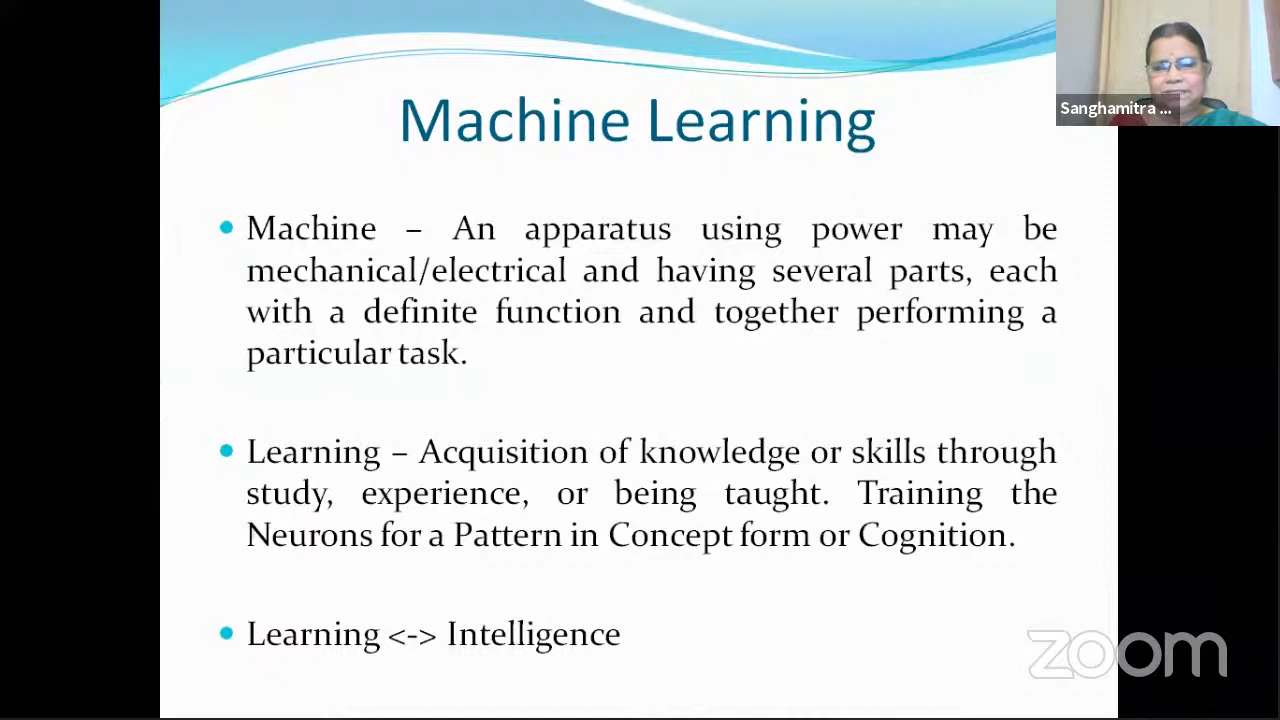 Machine Learning
Sanghamitra ...
Machine – An apparatus using power may be
mechanical/electrical and having several parts, each
with a definite function and together performing a
particular task.
Learning – Acquisition of knowledge or skills through
study, experience, or being taught. Training the
Neurons for a Pattern in Concept form or Cognition.
Learning <-> Intelligence
zoom